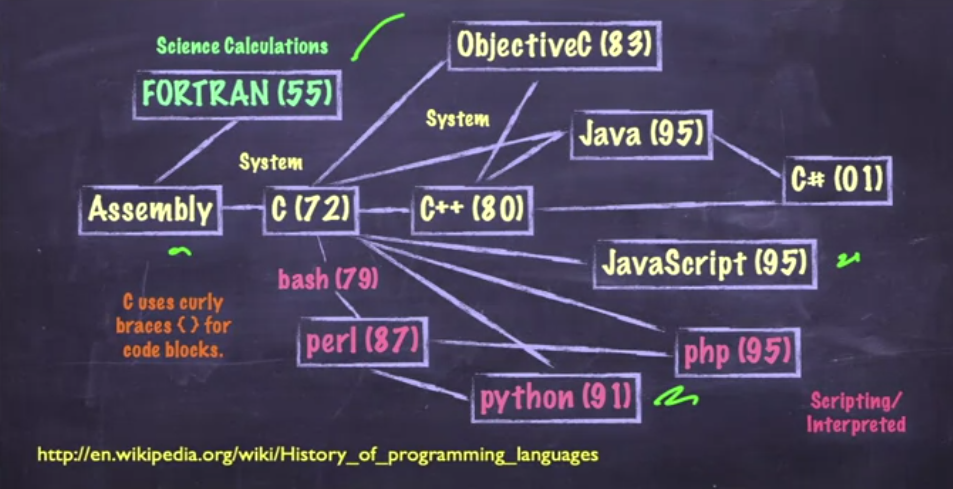 Science Calculations
FORTRAN (55)
ObjectiveC (83)
System
Java (95)
System
C# (01)
Assembly
C (72)
C++ (80)
JavaScript (95)
bash (79)
C uses curly
braces { } for
code blocks.
perl (87)
php (95)
python (91)
Scripting/
Interpreted
http://en.wikipedia.org/wiki/History_of_programming_languages